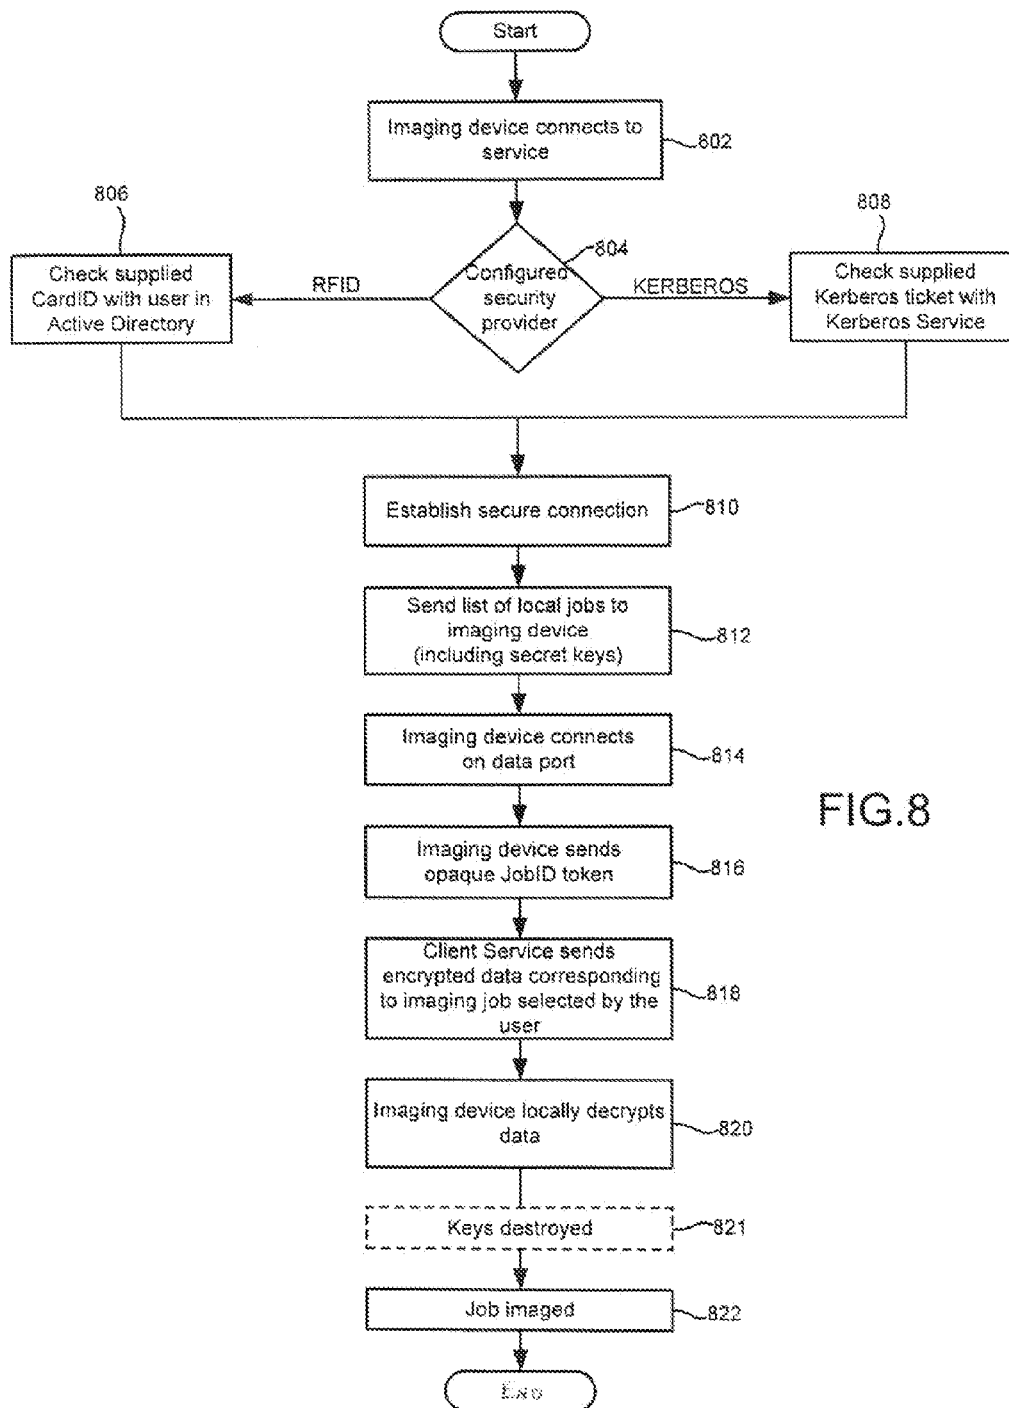 Start
Imaging device connects to
service
802
806
808
804
Check supplied
CardID with user in
Active Directory
RFID
Configured
security
provider
KERBEROS
Check supplied
Kerberos ticket with
Kerberos Service
Establish secure connection
810
Send list of local jobs to
imaging device
(including secret keys)
812
Imaging device connects
on data port
814
FIG.8
Imaging device sends
opaque JobID token
816
Client Service sends
encrypted data corresponding
to imaging job selected by the
user
818
Imaging device locally decrypts
data
820
Keys destroyed
821
Job imaged
822
End